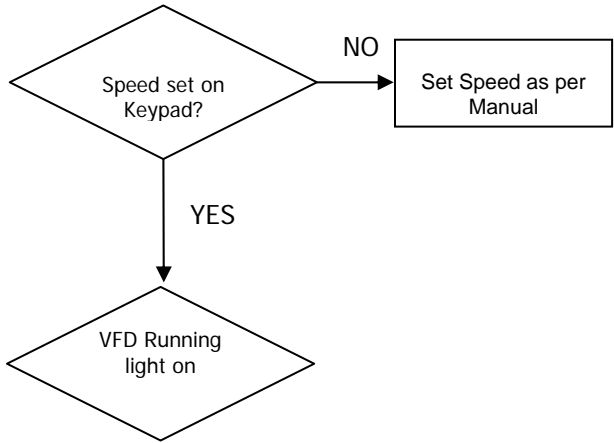 Speed set on
Keypad?
NO
Set Speed as per
Manual
YES
VFD Running
light on